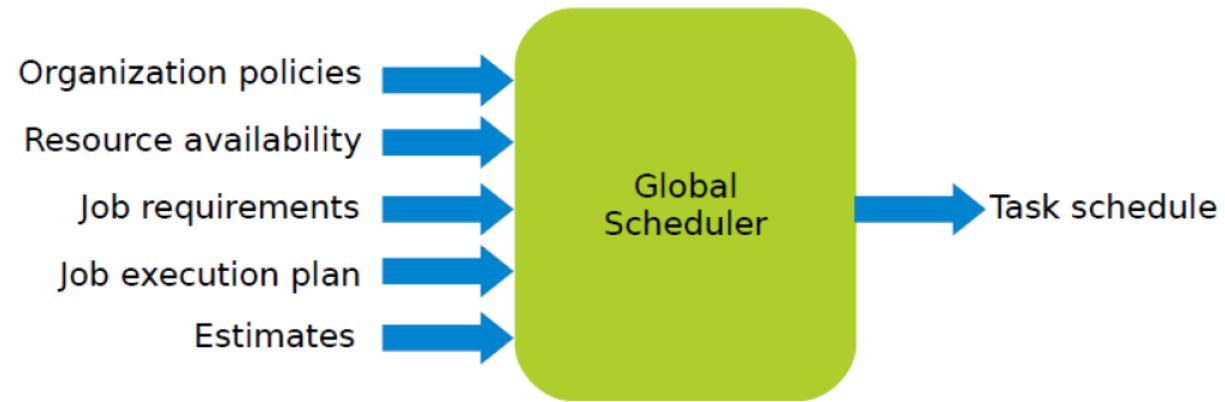 Organization policies
Resource availability
Job requirements
Job execution plan
Estimates
Global
Scheduler
Task schedule